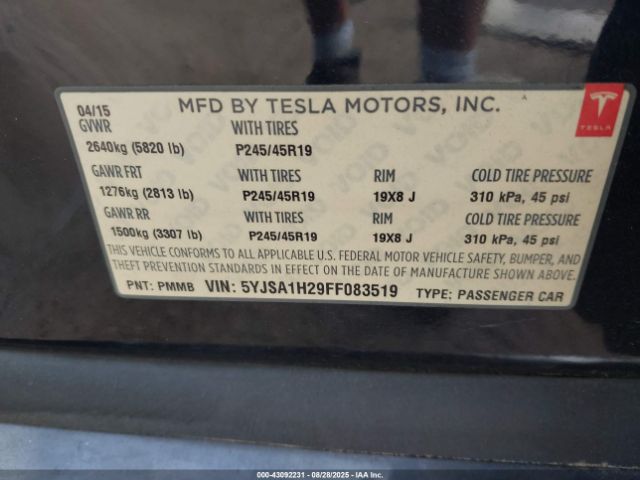 04/15 MFD BY TESLA MOTORS, INC.
GVWR WITH TIRES
2640kg (5820 lb) P245/45R19
GAWR FRT WITH TIRES RIM COLD TIRE PRESSURE
1276kg (2813 lb) P245/45R19 19X8 J 310 kPa, 45 psi
GAWR RR WITH TIRES RIM COLD TIRE PRESSURE
1500kg (3307 lb) P245/45R19 19X8 J 310 kPa, 45 psi
THIS VEHICLE CONFORMS TO ALL APPLICABLE U.S. FEDERAL MOTOR VEHICLE SAFETY, BUMPER, AND
THEFT PREVENTION STANDARDS IN EFFECT ON THE DATE OF MANUFACTURE SHOWN ABOVE.
PNT: PMMB VIN: 5YJSA1H29FF083519 TYPE: PASSENGER CAR
TESLA
000-43092231 - 08/28/2025 - IAA Inc.